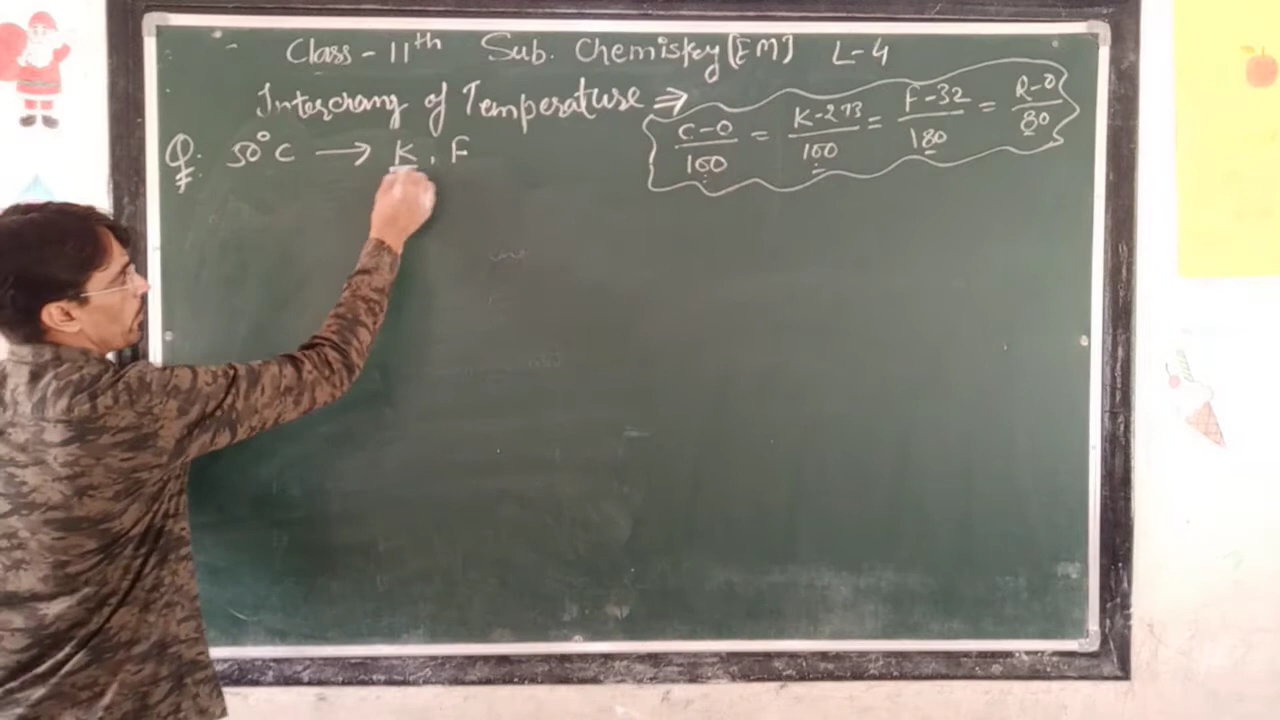 Class - 11th Sub. Chemistry [EM] L-4
Interchang of Temperature ⇒
C-0/100 = K-273/100 = F-32/180 = R-0/80
Q: 50°C → K, F